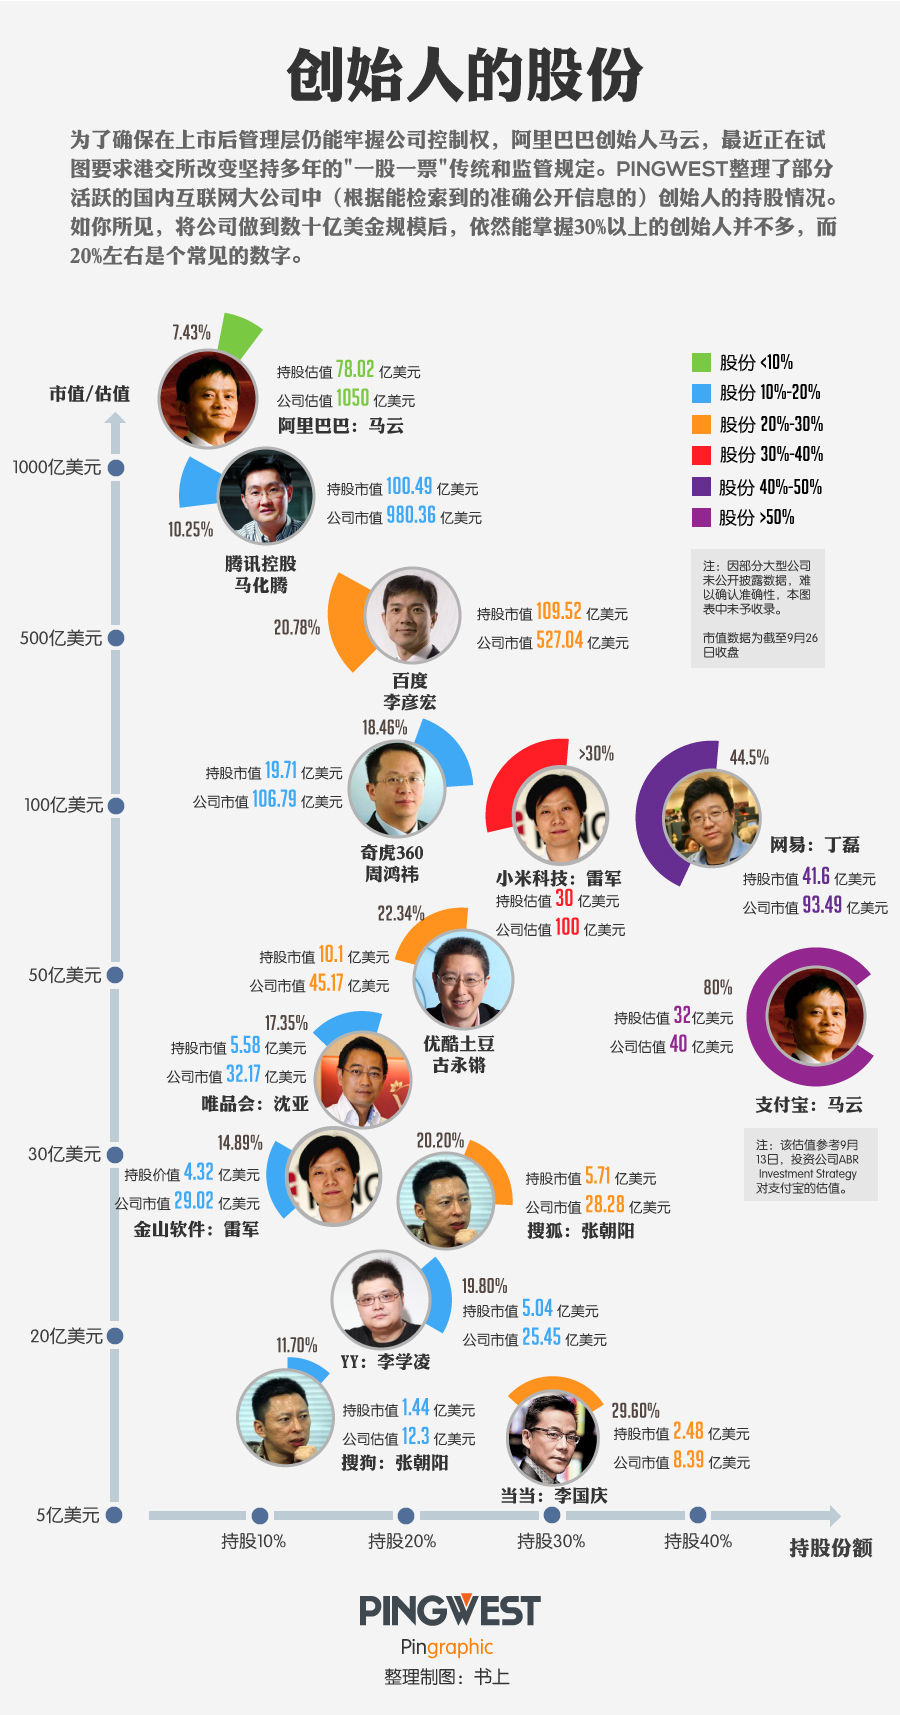 创始人的股份
为了确保在上市后管理层仍能牢握公司控制权，阿里巴巴创始人马云，最近正在试
图要求港交所改变坚持多年的"一股一票"传统和监管规定。PINGWEST整理了部分
活跃的国内互联网大公司中（根据能检索到的准确公开信息的）创始人的持股情况。
如你所见，将公司做到数十亿美金规模后，依然能掌握30%以上的创始人并不多，而
20%左右是个常见的数字。
7.43%
持股估值 78.02 亿美元
公司估值 1050 亿美元
阿里巴巴：马云
股份 <10%
股份 10%-20%
股份 20%-30%
股份 30%-40%
股份 40%-50%
股份 >50%
注：因部分大型公司
未公开披露数据，难
以确认准确性，本图
表中未予收录。
市值数据为截至9月26
日收盘
市值/估值
1000亿美元
500亿美元
100亿美元
50亿美元
30亿美元
20亿美元
5亿美元
10.25%
持股市值 100.49 亿美元
公司市值 980.36 亿美元
腾讯控股
马化腾
20.78%
持股市值 109.52 亿美元
公司市值 527.04 亿美元
百度
李彦宏
18.46%
持股市值 19.71 亿美元
公司市值 106.79 亿美元
奇虎360
周鸿祎
>30%
小米科技：雷军
持股估值 30 亿美元
公司估值 100 亿美元
44.5%
网易：丁磊
持股市值 41.6 亿美元
公司市值 93.49 亿美元
22.34%
持股市值 10.1 亿美元
公司市值 45.17 亿美元
优酷土豆
古永锵
80%
持股估值 32亿美元
公司估值 40 亿美元
支付宝：马云
注：该估值参考9月
13日，投资公司ABR
Investment Strategy
对支付宝的估值。
17.35%
持股市值 5.58 亿美元
公司市值 32.17 亿美元
唯品会：沈亚
14.89%
持股价值 4.32 亿美元
公司市值 29.02 亿美元
金山软件：雷军
20.20%
持股市值 5.71 亿美元
公司市值 28.28 亿美元
搜狐：张朝阳
19.80%
持股市值 5.04 亿美元
公司市值 25.45 亿美元
YY：李学凌
11.70%
持股市值 1.44 亿美元
公司估值 12.3 亿美元
搜狗：张朝阳
29.60%
持股市值 2.48 亿美元
公司市值 8.39 亿美元
当当：李国庆
持股10%
持股20%
持股30%
持股40%
持股份额
PINGWEST
Pingraphic
整理制图：书上